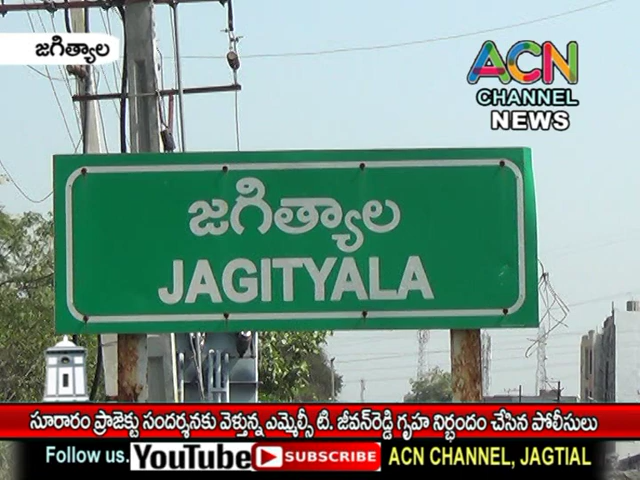 జగిత్యాల
ACN
CHANNEL
NEWS
జగిత్యాల
JAGITYALA
సూరారం ప్రాజెక్టు సందర్శనకు వెళ్తున్న ఎమ్మెల్సీ టి. జీవన్‌రెడ్డి గృహ నిర్భందం చేసిన పోలీసులు
Follow us. YouTube SUBSCRIBE ACN CHANNEL, JAGTIAL